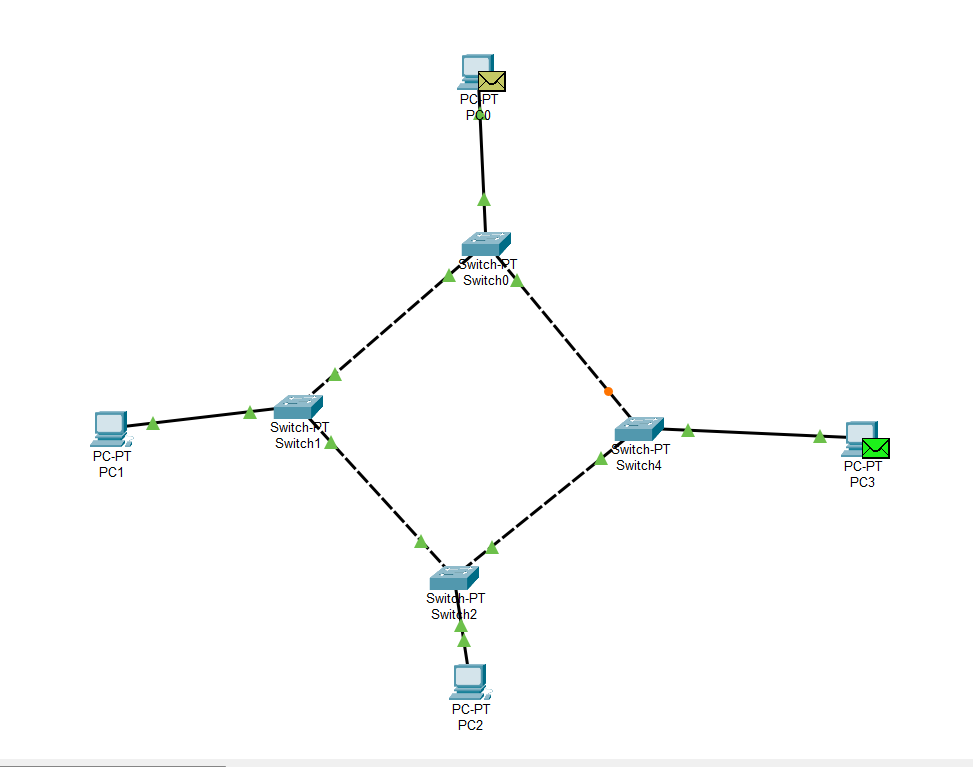 PC-PT
PC0
Switch-PT
Switch0
Switch-PT
Switch1
Switch-PT
Switch4
PC-PT
PC1
PC-PT
PC3
Switch-PT
Switch2
PC-PT
PC2